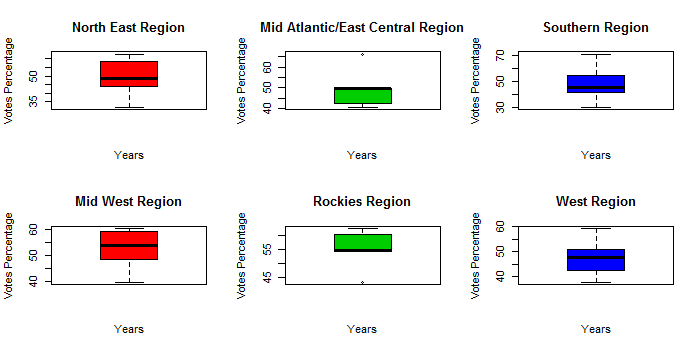 North East Region
Votes Percentage
35 50
Years
Mid Atlantic/East Central Region
Votes Percentage
40 50 60
Years
Southern Region
Votes Percentage
30 50 70
Years
Mid West Region
Votes Percentage
40 50 60
Years
Rockies Region
Votes Percentage
45 55
Years
West Region
Votes Percentage
40 50 60
Years